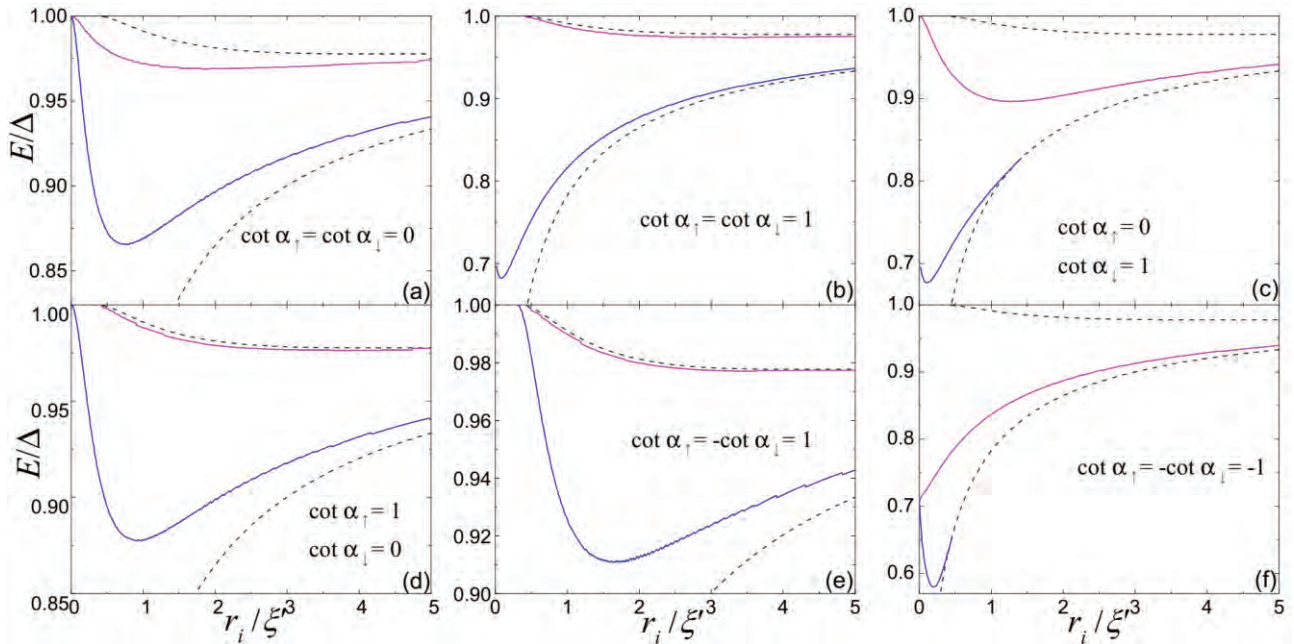 1.00
0.95
0.90
0.85
E/Δ
cot α↑ = cot α↓ = 0
(a)
1.0
0.9
0.8
0.7
cot α↑ = cot α↓ = 1
(b)
1.0
0.9
0.8
0.7
cot α↑ = 0
cot α↓ = 1
(c)
1.00
0.95
0.90
0.85
E/Δ
cot α↑ = 1
cot α↓ = 0
(d)
0 1 2 3 4 5
r_i/ξ'
1.00
0.98
0.96
0.94
0.92
0.90
cot α↑ = -cot α↓ = 1
(e)
0 1 2 3 4 5
r_i/ξ'
1.0
0.9
0.8
0.7
0.6
cot α↑ = -cot α↓ = -1
(f)
0 1 2 3 4 5
r_i/ξ'